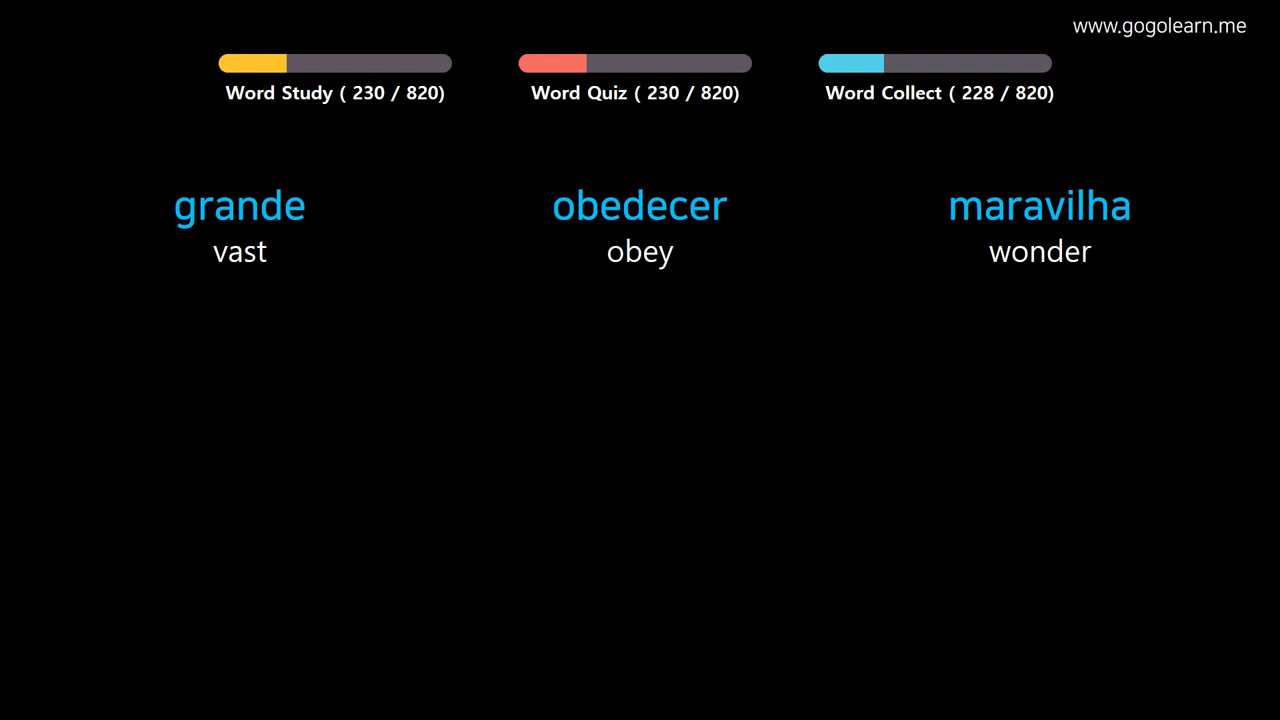 www.gogolearn.me
Word Study ( 230 / 820)
Word Quiz ( 230 / 820)
Word Collect ( 228 / 820)
grande
vast
obedecer
obey
maravilha
wonder